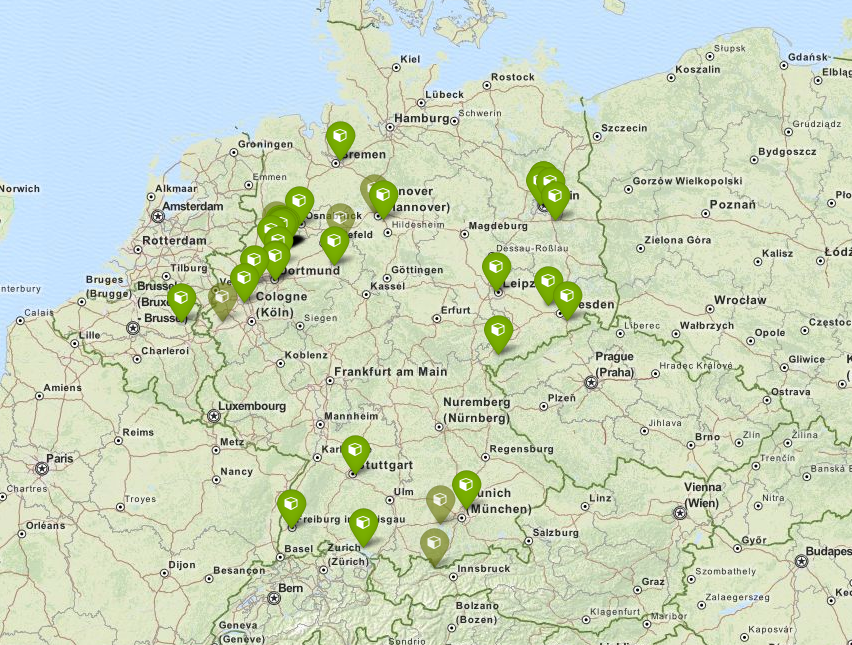 Słupsk
Gdańsk
Koszalin
Elbląg
Kiel
Rostock
Lübeck
Schwerin
Hamburg
Szczecin
Grudziądz
Bydgoszcz
Groningen
Bremen
Emmen
Norwich
Alkmaar
Amsterdam
Gorzów Wielkopolski
Poznań
Osnabrück
Hannover
(Hannover)
Hildesheim
Magdeburg
Berlin
Zielona Góra
Kalisz
Łódź
Rotterdam
Bielefeld
Dessau-Roßlau
Tilburg
Dortmund
Göttingen
Kassel
Leipzig
Wrocław
Canterbury
Bruges
(Brugge)
Brussel
(Bruxelles
- Brussel)
Calais
Cologne
(Köln)
Siegen
Erfurt
Dresden
Liberec
Wałbrzych
Opole
Częstochowa
Lille
Charleroi
Koblenz
Frankfurt am Main
Prague
(Praha)
Hradec Králové
Gliwice
Ostrava
Amiens
Luxembourg
Mannheim
Nuremberg
(Nürnberg)
Plzeň
Jihlava
Brno
Zlín
Žilina
Reims
Metz
Paris
Nancy
Karlsruhe
Stuttgart
Regensburg
Trenčín
Banská Bystrica
Chartres
Troyes
Ulm
Munich
(München)
Linz
Vienna
(Wien)
Nitra
Orléans
Freiburg im Breisgau
Salzburg
Győr
Budapest
Basel
Zurich
(Zürich)
Dijon
Besançon
Innsbruck
Graz
Szombathely
Bern
Bolzano
(Bozen)
Klagenfurt
Zalaegerszeg
Maribor
Kaposvár
Geneva
(Genève)
Sondrio